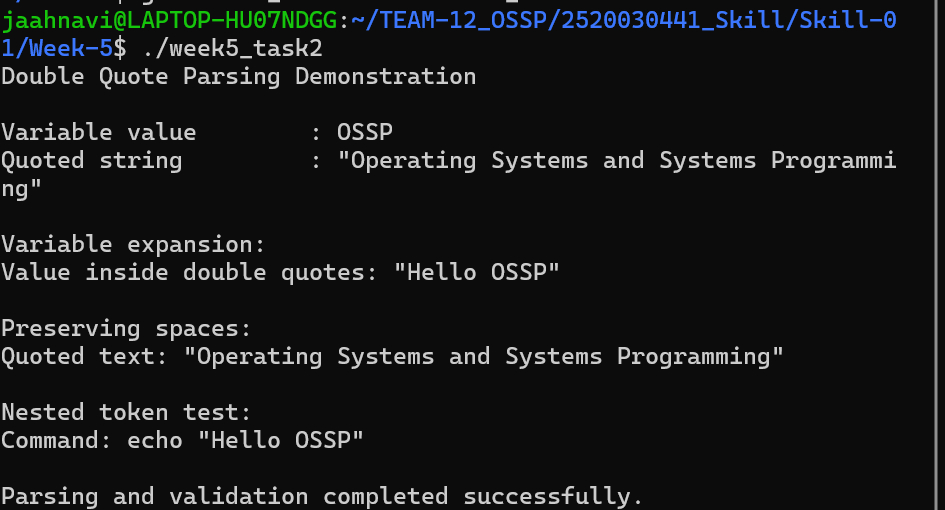 jaahnavi@LAPTOP-HU07NDGG:~/TEAM-12_OSSP/2520030441_Skill/Skill-0
1/Week-5$ ./week5_task2
Double Quote Parsing Demonstration
Variable value        : OSSP
Quoted string         : "Operating Systems and Systems Programmi
ng"
Variable expansion:
Value inside double quotes: "Hello OSSP"
Preserving spaces:
Quoted text: "Operating Systems and Systems Programming"
Nested token test:
Command: echo "Hello OSSP"
Parsing and validation completed successfully.